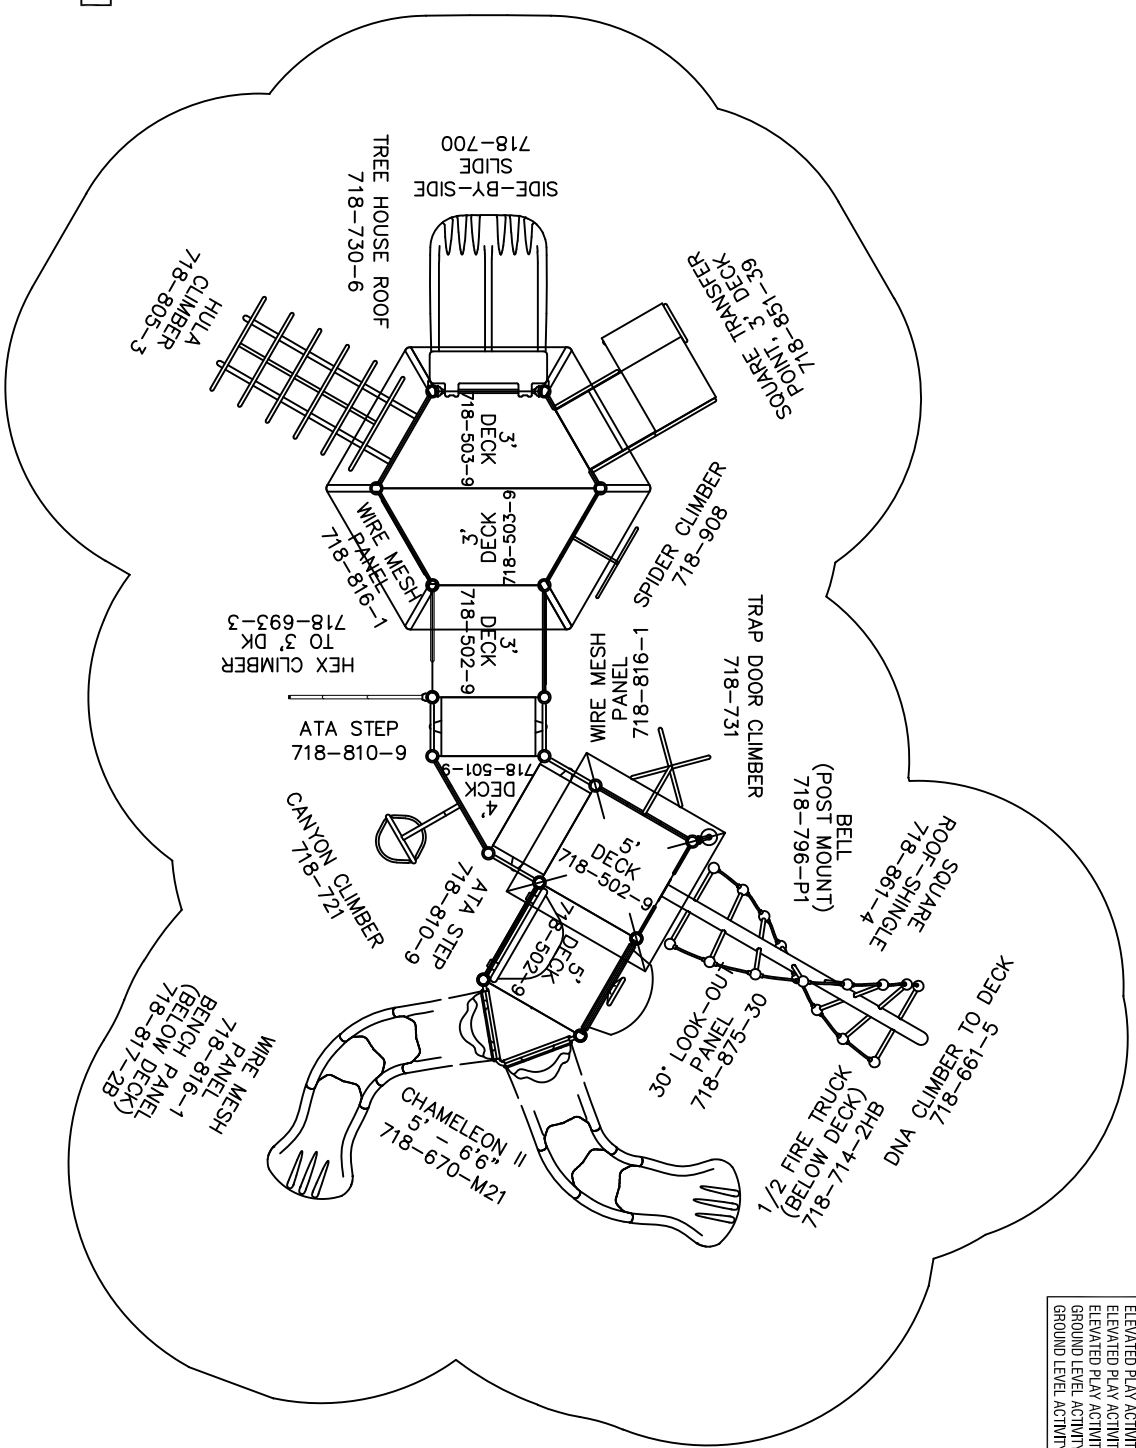 SIDE-BY-SIDE
SLIDE
718-700
TREE HOUSE ROOF
718-730-6
HULA
CLIMBER
718-805-3
SQUARE TRANSFER
POINT, 3' DECK
718-851-39
3'
DECK
718-503-9
3'
DECK
718-503-9
WIRE MESH
PANEL
718-816-1
SPIDER CLIMBER
718-908
3'
DECK
718-502-9
HEX CLIMBER
TO 3' DK
718-693-3
WIRE MESH
PANEL
718-816-1
TRAP DOOR CLIMBER
718-731
ATA STEP
718-810-9
4'
DECK
718-501-9
BELL
(POST MOUNT)
718-796-P1
SQUARE
ROOF-SHINGLE
718-861-4
CANYON CLIMBER
718-721
5'
DECK
718-502-9
ATA STEP
718-810-9
5'
DECK
718-502-9
30° LOOK-OUT
PANEL
718-875-30
DNA CLIMBER TO DECK
718-661-5
WIRE MESH
PANEL
718-816-1
(BENCH PANEL
(BELOW DECK)
718-817-2B
CHAMELEON II
5' - 6'6"
718-670-M21
1/2 FIRE TRUCK
(BELOW DECK)
718-714-2HB
ELEVATED PLAY
ELEVATED PLAY
ELEVATED PLAY
GROUND LEVEL
GROUND LEVEL